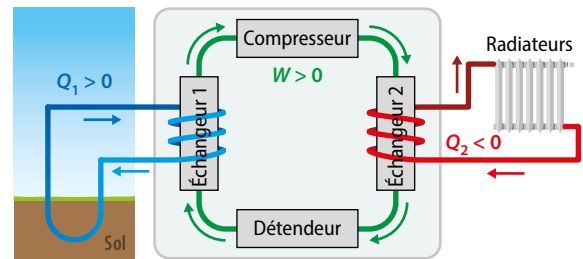 Compresseur
W > 0
Q₁ > 0
Échangeur 1
Échangeur 2
Radiateurs
Q₂ < 0
Détendeur
Sol